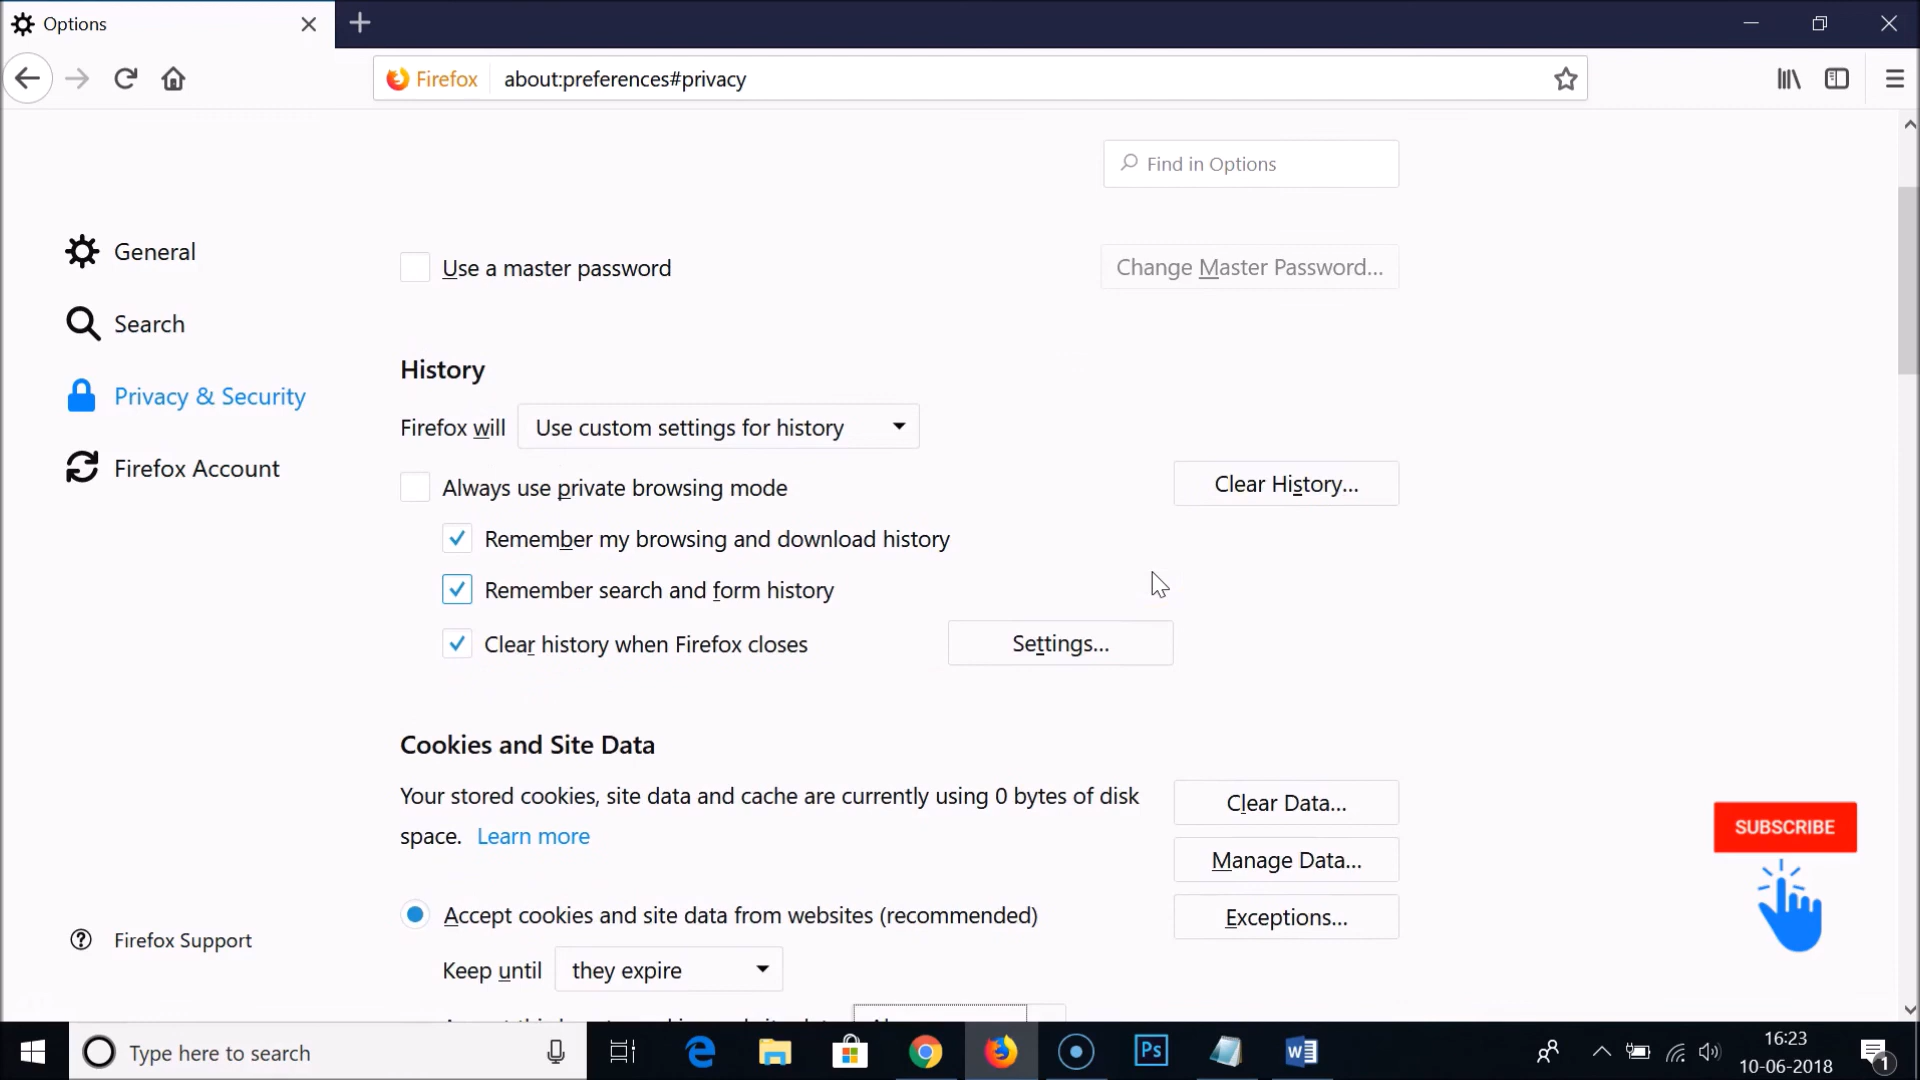 Options
Firefox
about:preferences#privacy
Find in Options
General
Use a master password
Change Master Password...
Search
History
Privacy & Security
Firefox will
Use custom settings for history
Firefox Account
Always use private browsing mode
Clear History...
Remember my browsing and download history
Remember search and form history
Clear history when Firefox closes
Settings...
Cookies and Site Data
Your stored cookies, site data and cache are currently using 0 bytes of disk
space. Learn more
Clear Data...
SUBSCRIBE
Manage Data...
Accept cookies and site data from websites (recommended)
Exceptions...
Firefox Support
Keep until
they expire
Type here to search
Ps
16:23
10-06-2018
1